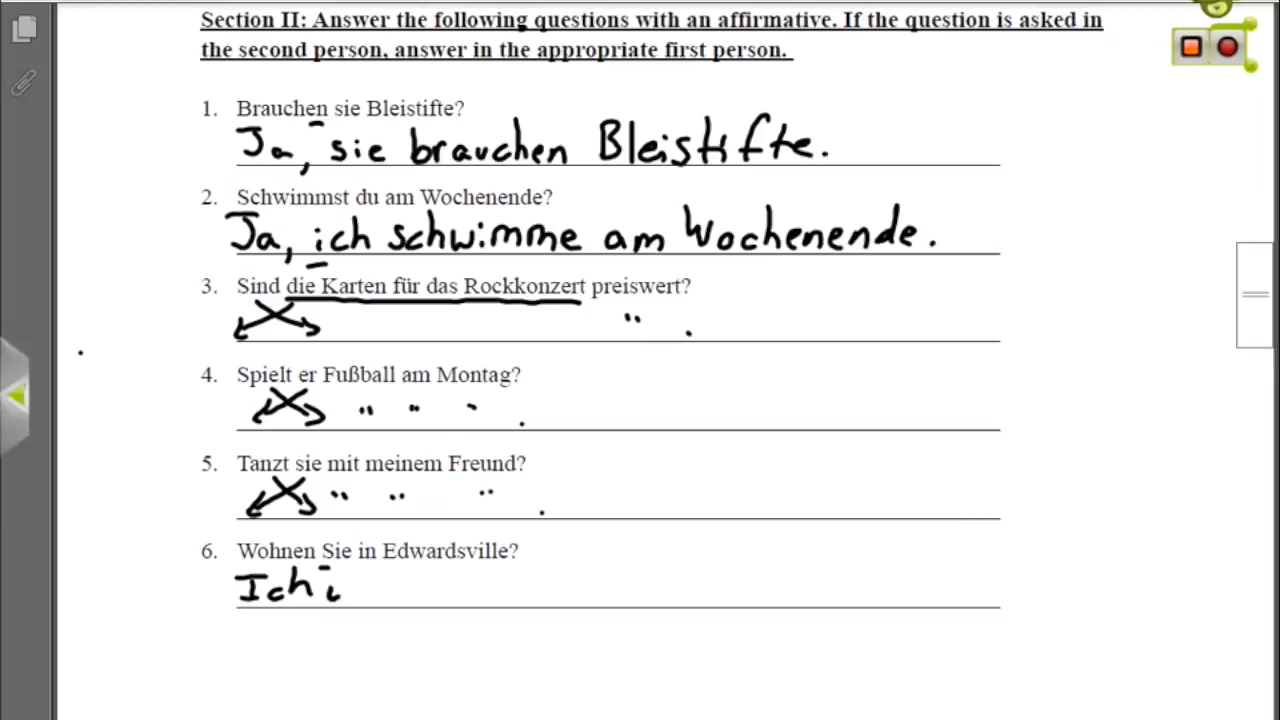 Section II: Answer the following questions with an affirmative. If the question is asked in
the second person, answer in the appropriate first person.
1. Brauchen sie Bleistifte?
Ja, sie brauchen Bleistifte.
2. Schwimmst du am Wochenende?
Ja, ich schwimme am Wochenende.
3. Sind die Karten für das Rockkonzert preiswert?
" .
4. Spielt er Fußball am Montag?
" " " .
5. Tanzt sie mit meinem Freund?
" " " .
6. Wohnen Sie in Edwardsville?
Ich i